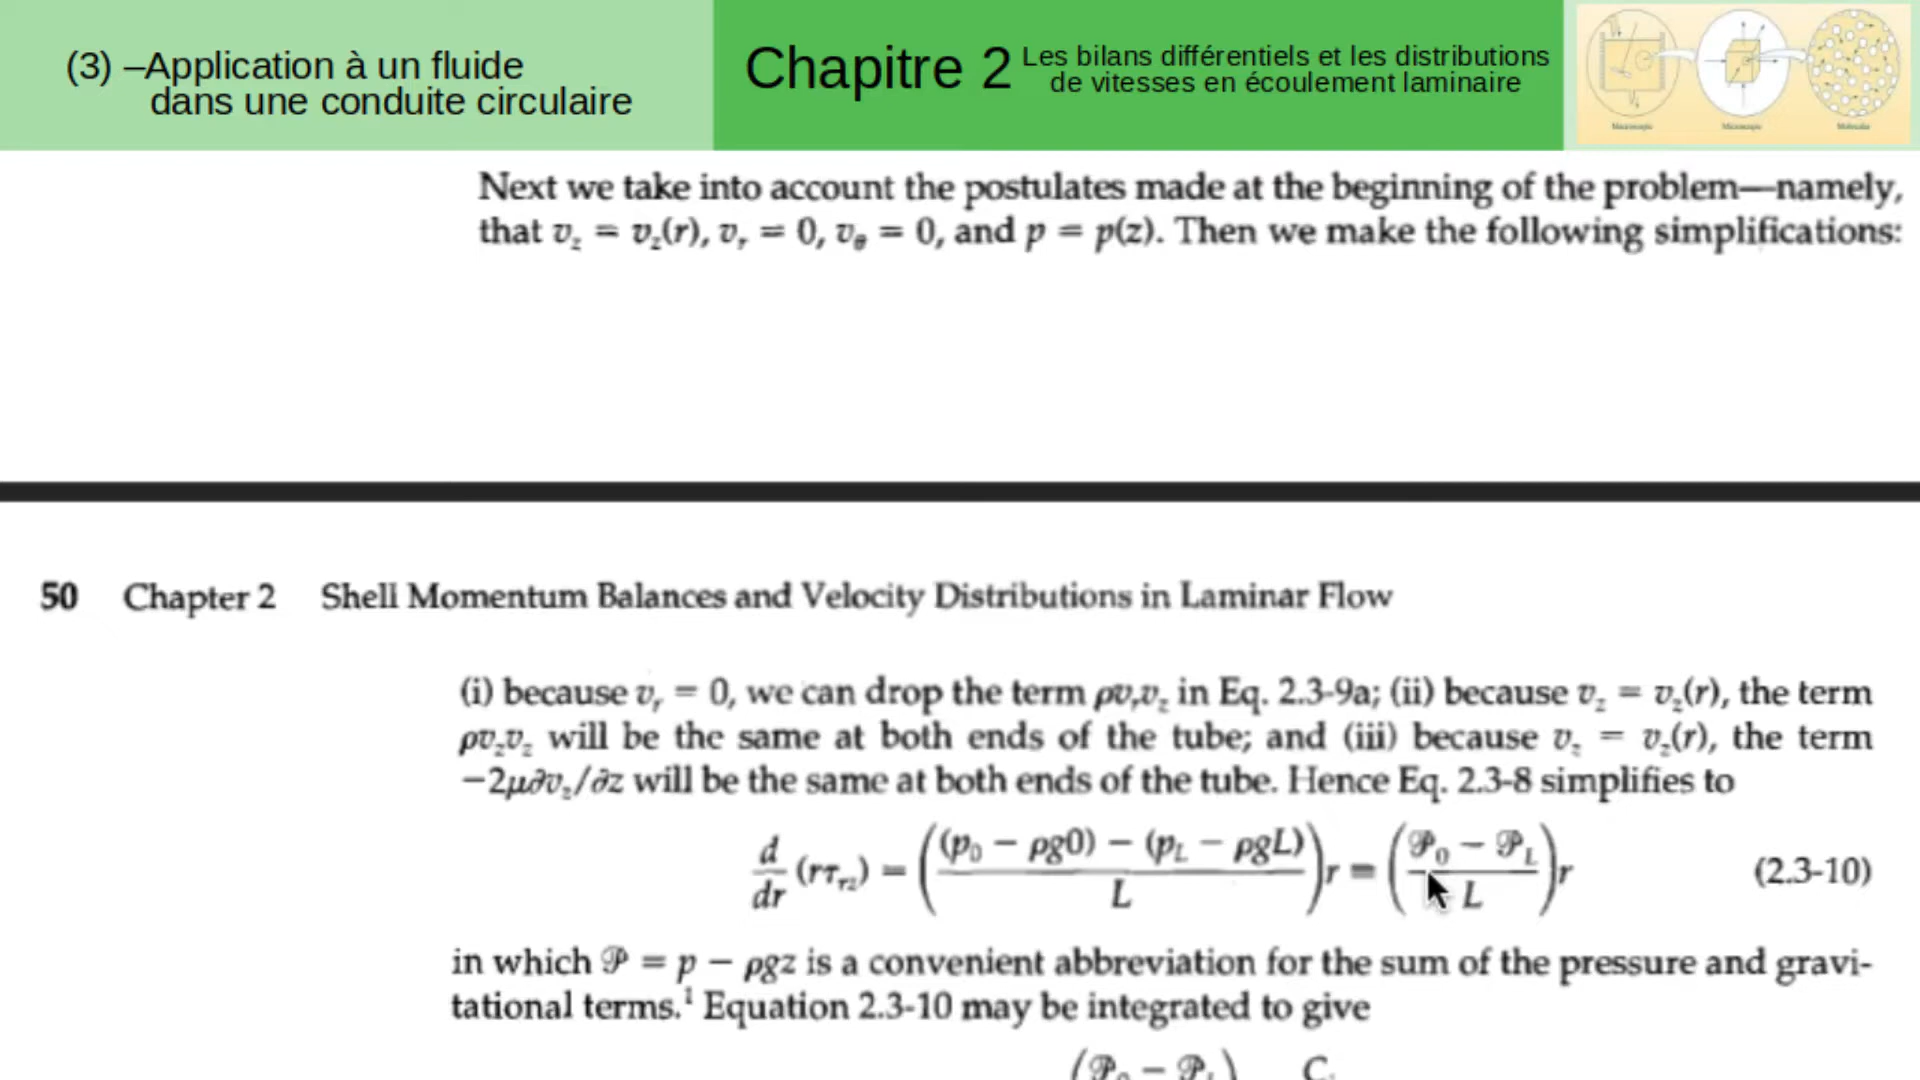 (3) –Application à un fluide
dans une conduite circulaire
Chapitre 2
Les bilans différentiels et les distributions
de vitesses en écoulement laminaire
Macroscopic
Microscopic
Molecular
Next we take into account the postulates made at the beginning of the problem—namely,
that v_z = v_z(r), v_r = 0, v_θ = 0, and p = p(z). Then we make the following simplifications:
50 Chapter 2 Shell Momentum Balances and Velocity Distributions in Laminar Flow
(i) because v_r = 0, we can drop the term ρv_rv_z in Eq. 2.3-9a; (ii) because v_z = v_z(r), the term
ρv_zv_z will be the same at both ends of the tube; and (iii) because v_z = v_z(r), the term
−2μ∂v_z/∂z will be the same at both ends of the tube. Hence Eq. 2.3-8 simplifies to
d/dr (rτ_rz) = (((p_0 − ρg0) − (p_L − ρgL))/L)r ≡ ((𝒫_0 − 𝒫_L)/L)r (2.3-10)
in which 𝒫 = p − ρgz is a convenient abbreviation for the sum of the pressure and gravi-
tational terms.¹ Equation 2.3-10 may be integrated to give